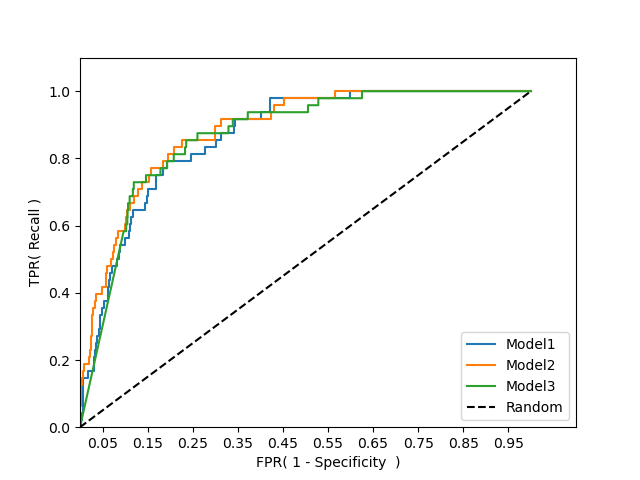 1.0
0.8
0.6
0.4
0.2
0.0
TPR( Recall )
0.05 0.15 0.25 0.35 0.45 0.55 0.65 0.75 0.85 0.95
FPR( 1 - Specificity  )
Model1
Model2
Model3
Random